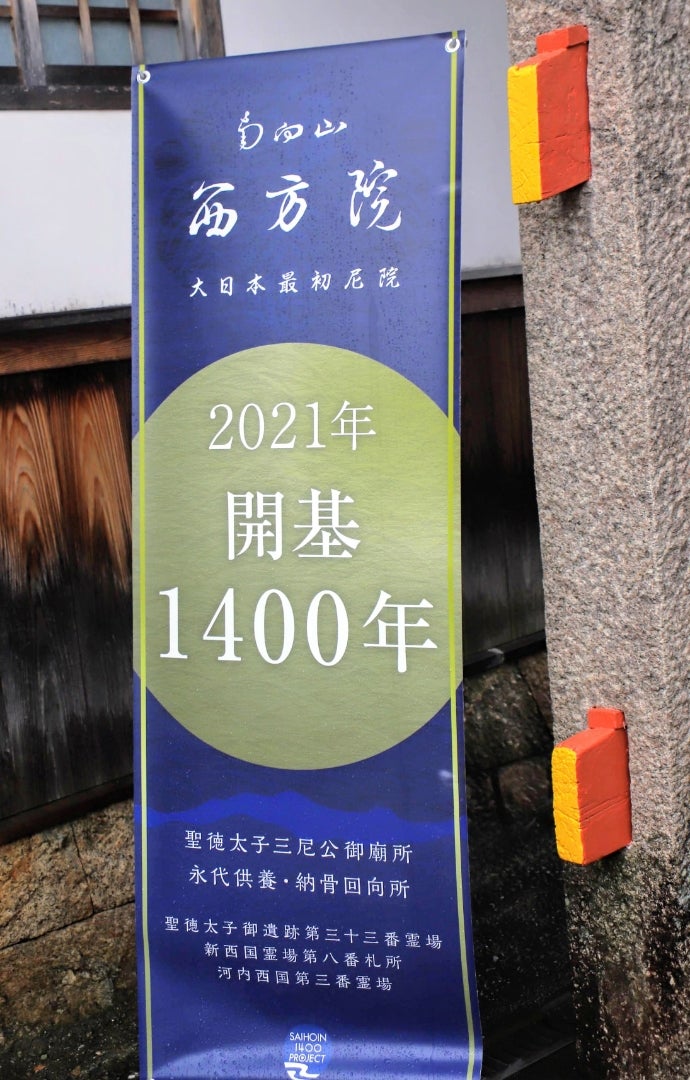 南向山
西方院
大日本最初尼院
2021年
開基
1400年
聖徳太子三尼公御廟所
永代供養・納骨回向所
聖徳太子御遺跡第三十三番霊場
新西国霊場第八番札所
河内西国第三番霊場
SAIHOIN
1400
PROJECT